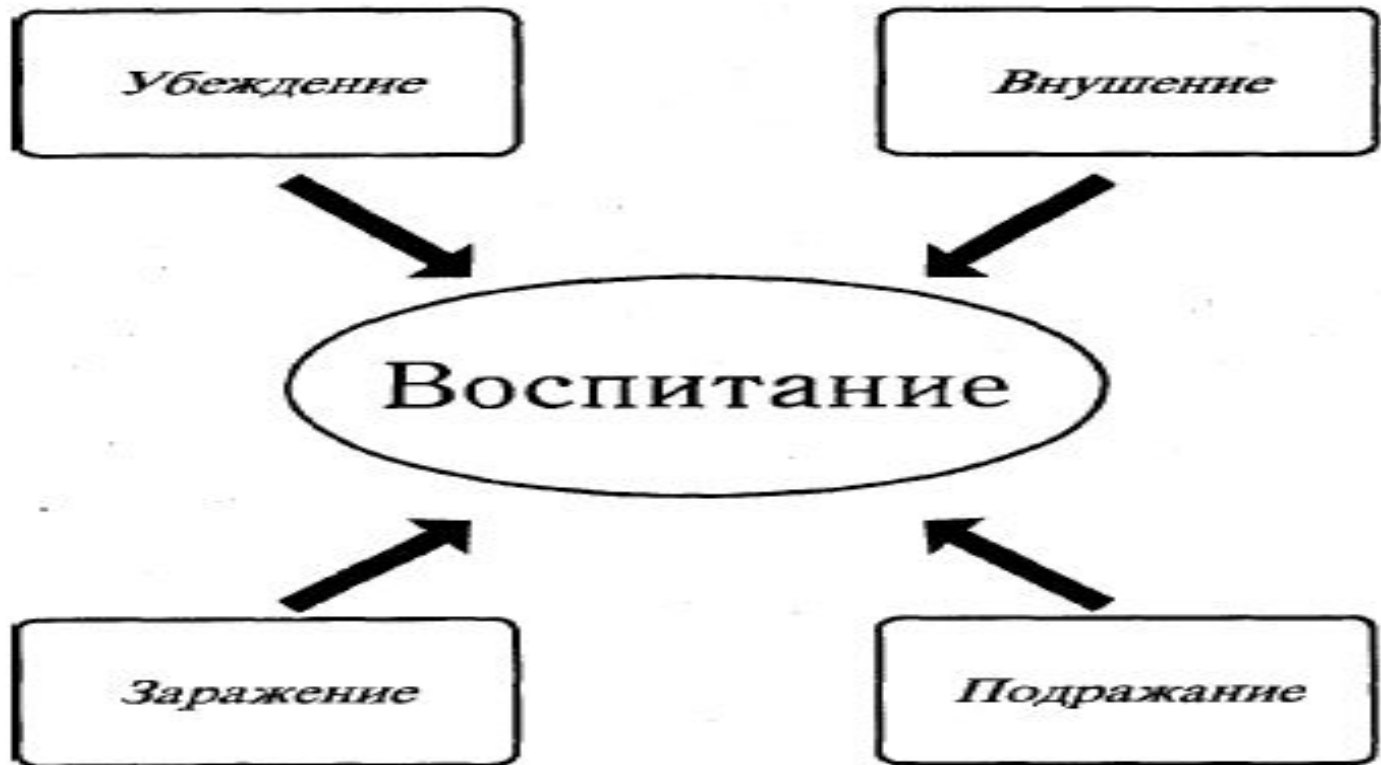 Убеждение
Внушение
Воспитание
Заражение
Подражание